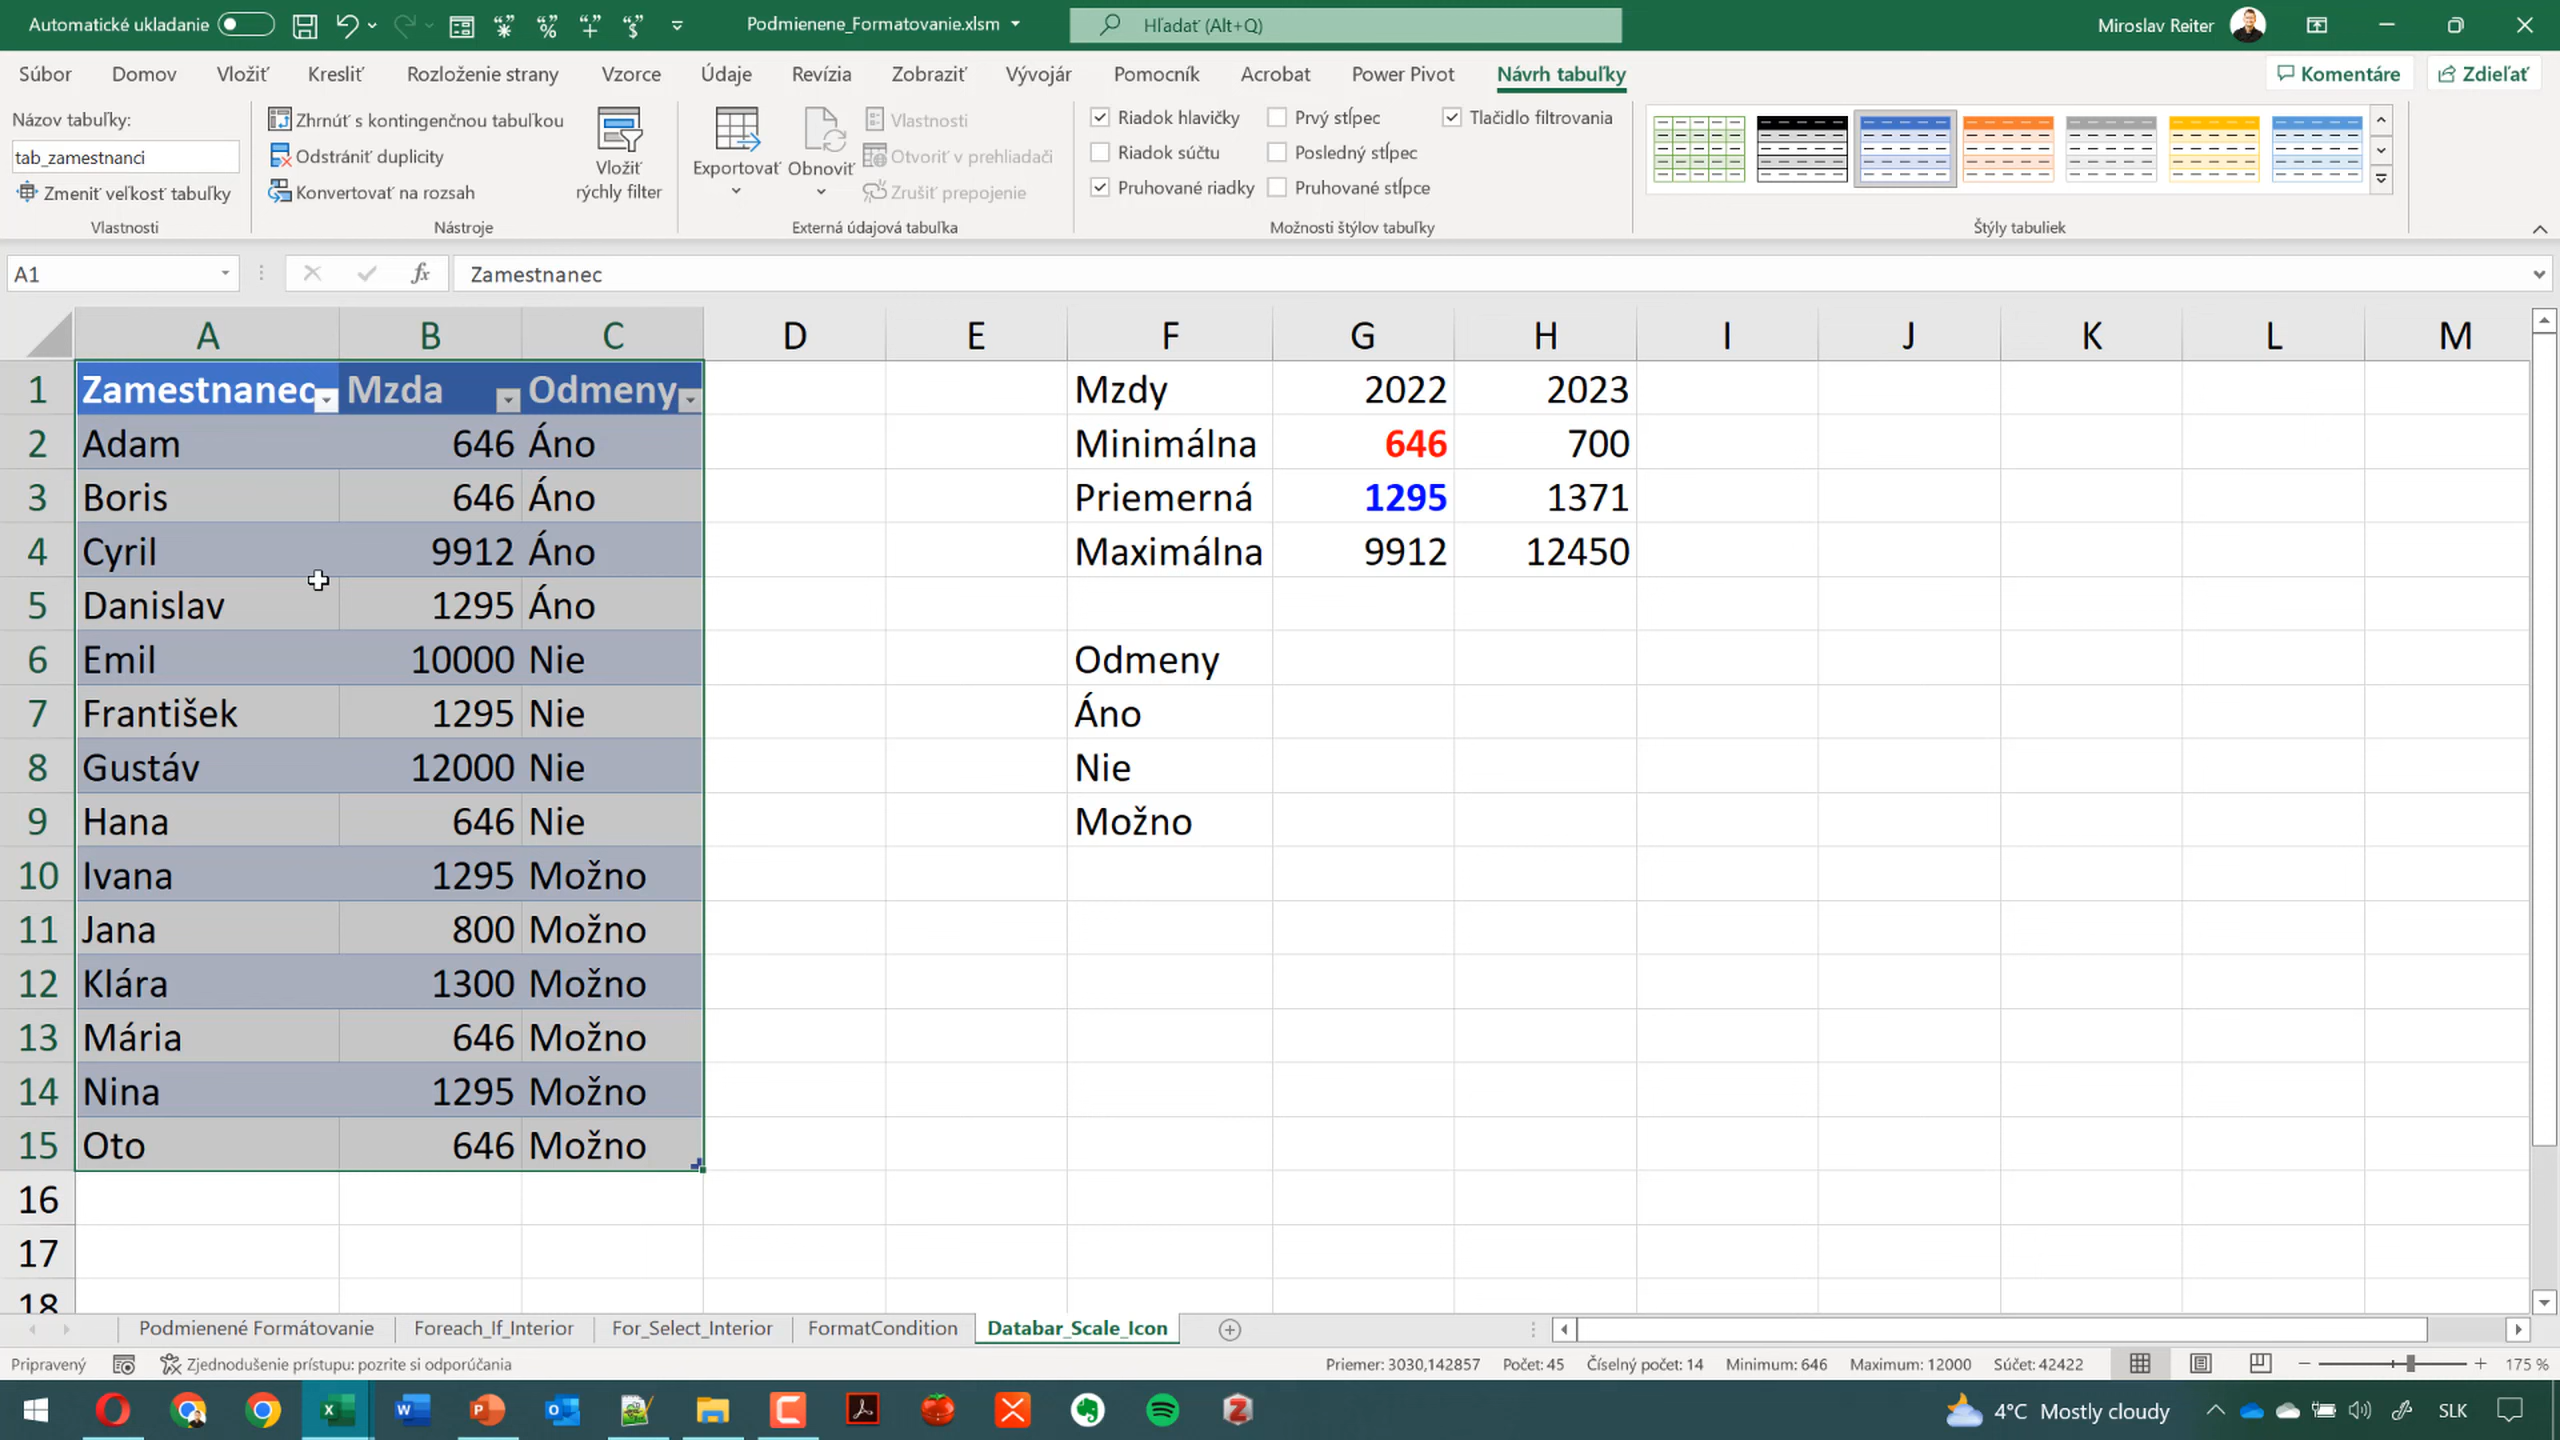 Automatické ukladanie
Podmienene_Formatovanie.xlsm
Hľadať (Alt+Q)
Miroslav Reiter
Súbor Domov Vložiť Kresliť Rozloženie strany Vzorce Údaje Revízia Zobraziť Vývojár Pomocník Acrobat Power Pivot Návrh tabuľky Komentáre Zdieľať
Názov tabuľky:
tab_zamestnanci
Zmeniť veľkosť tabuľky
Vlastnosti
Zhrnúť s kontingenčnou tabuľkou
Odstrániť duplicity
Konvertovať na rozsah
Vložiť
rýchly filter
Nástroje
Exportovať
Obnoviť
Vlastnosti
Otvoriť v prehliadači
Zrušiť prepojenie
Externá údajová tabuľka
Riadok hlavičky Prvý stĺpec Tlačidlo filtrovania
Riadok súčtu Posledný stĺpec
Pruhované riadky Pruhované stĺpce
Možnosti štýlov tabuľky
Štýly tabuliek
A1 fx Zamestnanec
A B C D E F G H I J K L M
1 Zamestnanec Mzda Odmeny Mzdy 2022 2023
2 Adam 646 Áno Minimálna 646 700
3 Boris 646 Áno Priemerná 1295 1371
4 Cyril 9912 Áno Maximálna 9912 12450
5 Danislav 1295 Áno
6 Emil 10000 Nie Odmeny
7 František 1295 Nie Áno
8 Gustáv 12000 Nie Nie
9 Hana 646 Nie Možno
10 Ivana 1295 Možno
11 Jana 800 Možno
12 Klára 1300 Možno
13 Mária 646 Možno
14 Nina 1295 Možno
15 Oto 646 Možno
16
17
18
Podmienené Formátovanie Foreach_If_Interior For_Select_Interior FormatCondition Databar_Scale_Icon
Pripravený Zjednodušenie prístupu: pozrite si odporúčania Priemer: 3030,142857 Počet: 45 Číselný počet: 14 Minimum: 646 Maximum: 12000 Súčet: 42422 175 %
4°C Mostly cloudy SLK